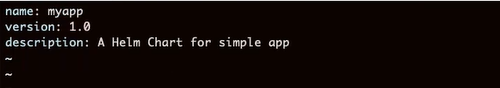 name: myapp
version: 1.0
description: A Helm Chart for simple app
~
~